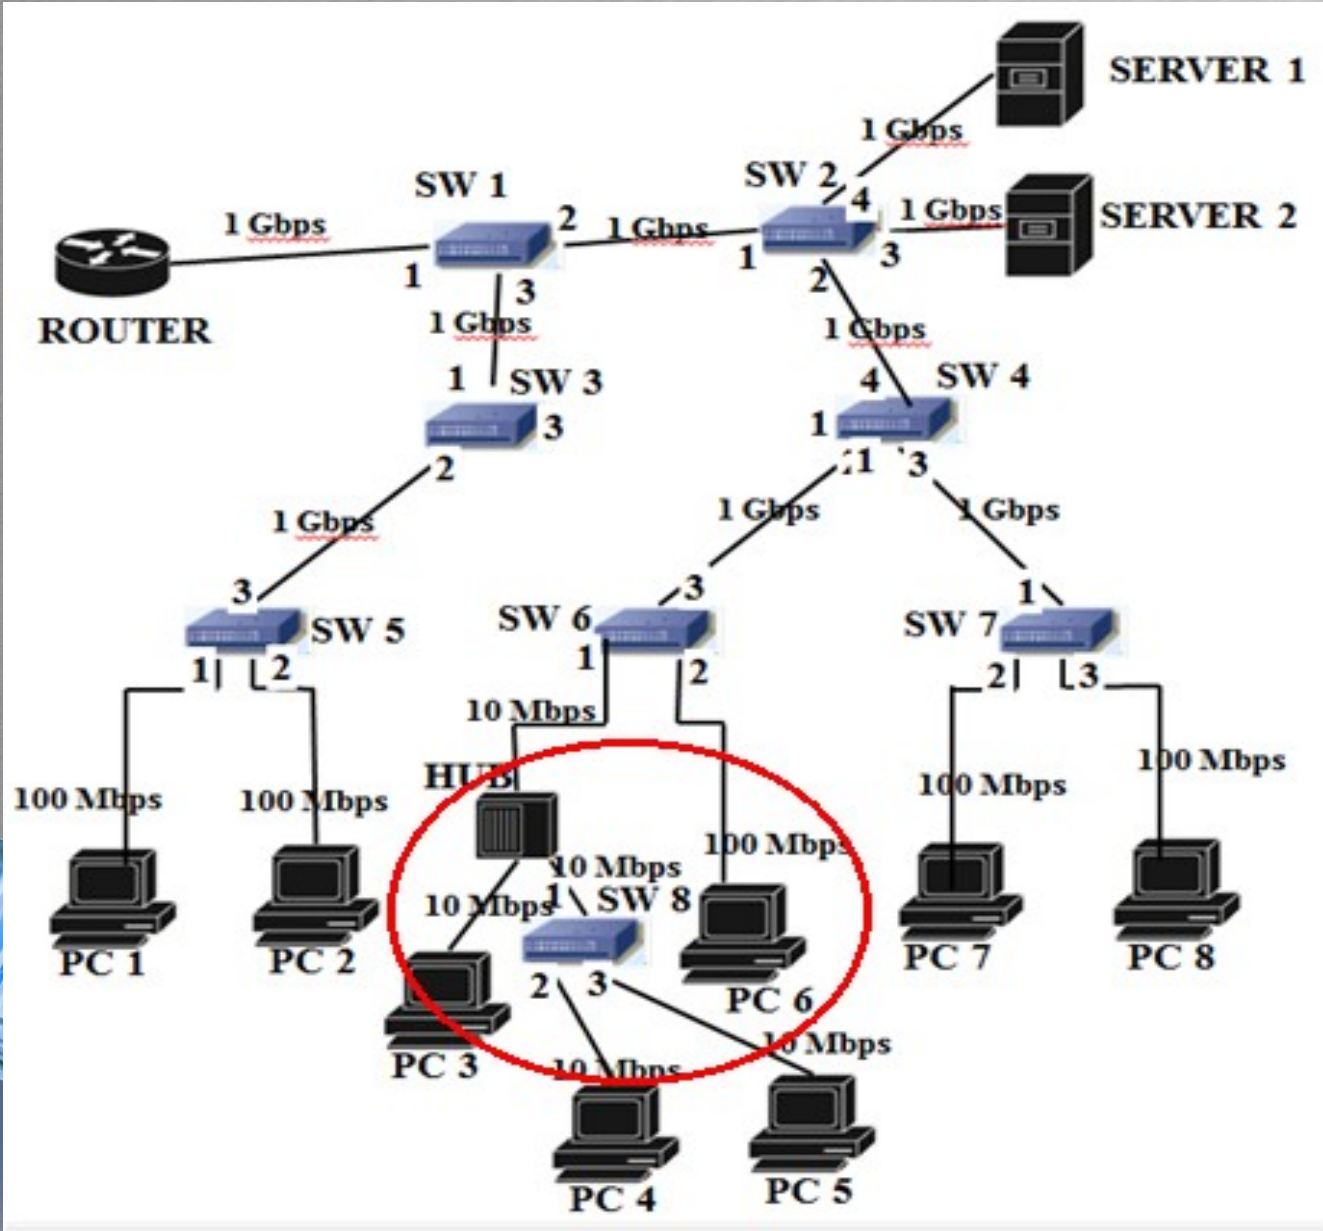 SERVER 1
1 Gbps
SW 2
4
SW 1
2
1 Gbps
SERVER 2
1 Gbps
1 Gbps
1
3
1
2
3
ROUTER
1 Gbps
1 Gbps
1
SW 3
4
SW 4
3
1
2
1
3
1 Gbps
1 Gbps
1 Gbps
3
3
1
SW 5
SW 6
SW 7
1
2
1
2
2
3
10 Mbps
HUB
100 Mbps
100 Mbps
100 Mbps
100 Mbps
100 Mbps
10 Mbps
10 Mbps
1
SW 8
PC 1
PC 2
2
3
PC 6
PC 7
PC 8
PC 3
10 Mbps
10 Mbps
PC 4
PC 5